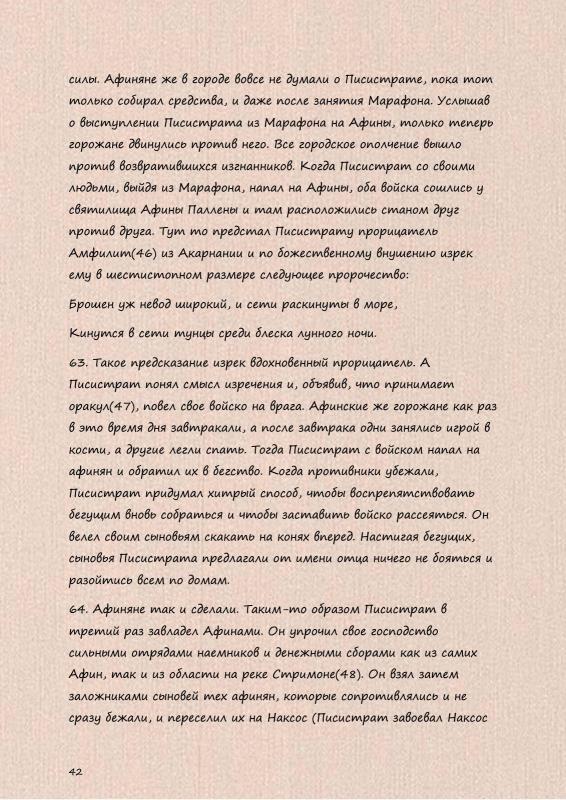 силы. Афиняне же в городе вовсе не думали о Писистрате, пока тот
только собирал средства, и даже после занятия Марафона. Услышав
о выступлении Писистрата из Марафона на Афины, только теперь
горожане двинулись против него. Все городское ополчение вышло
против возвратившихся изгнанников. Когда Писистрат со своими
людьми, выйдя из Марафона, напал на Афины, оба войска сошлись у
святилища Афины Паллены и там расположились станом друг
против друга. Тут то предстал Писистрату прорицатель
Амфилит(46) из Акарнании и по божественному внушению изрек
ему в шестистопном размере следующее пророчество:
Брошен уж невод широкий, и сети раскинуты в море,
Кинутся в сети тунцы среди блеска лунного ночи.
63. Такое предсказание изрек вдохновенный прорицатель. А
Писистрат понял смысл изречения и, объявив, что принимает
оракул(47), повел свое войско на врага. Афинские же горожане как раз
в это время дня завтракали, а после завтрака одни занялись игрой в
кости, а другие легли спать. Тогда Писистрат с войском напал на
афинян и обратил их в бегство. Когда противники убежали,
Писистрат придумал хитрый способ, чтобы воспрепятствовать
бегущим вновь собраться и чтобы заставить войско рассеяться. Он
велел своим сыновьям скакать на конях вперед. Настигая бегущих,
сыновья Писистрата предлагали от имени отца ничего не бояться и
разойтись всем по домам.
64. Афиняне так и сделали. Таким-то образом Писистрат в
третий раз завладел Афинами. Он упрочил свое господство
сильными отрядами наемников и денежными сборами как из самих
Афин, так и из области на реке Стримоне(48). Он взял затем
заложниками сыновей тех афинян, которые сопротивлялись и не
сразу бежали, и переселил их на Наксос (Писистрат завоевал Наксос
42